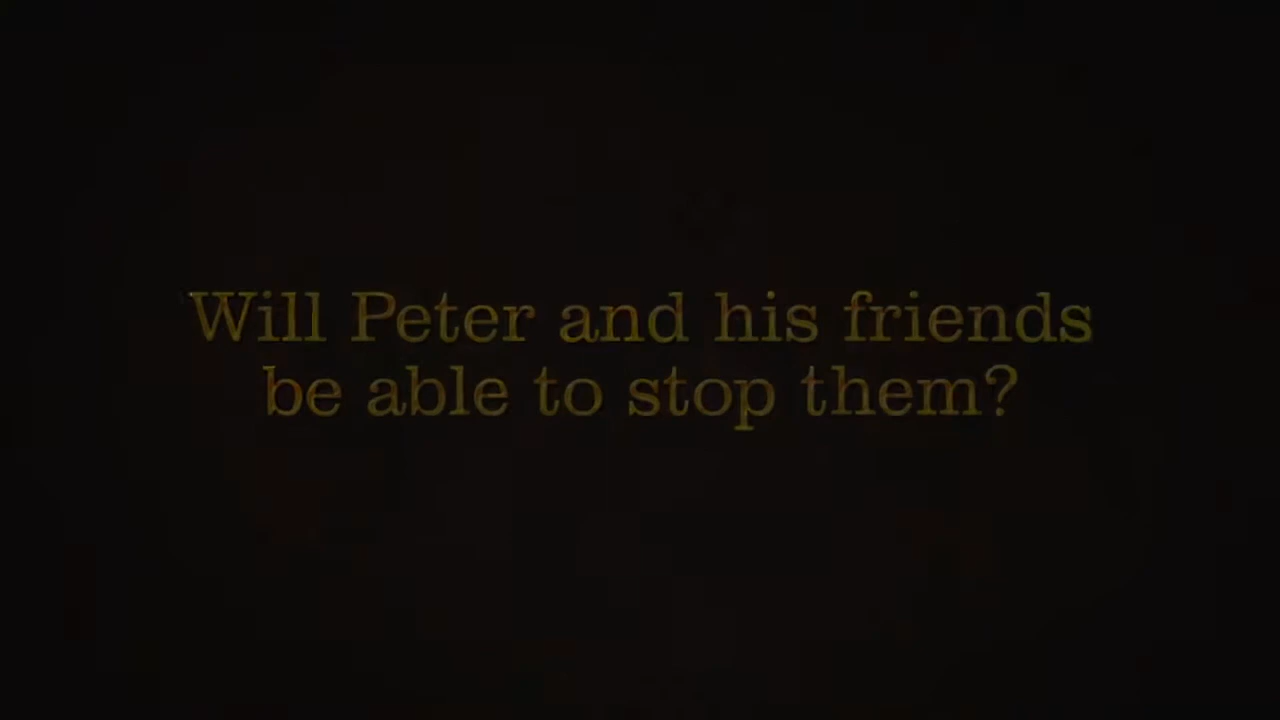 Will Peter and his friends
be able to stop them?